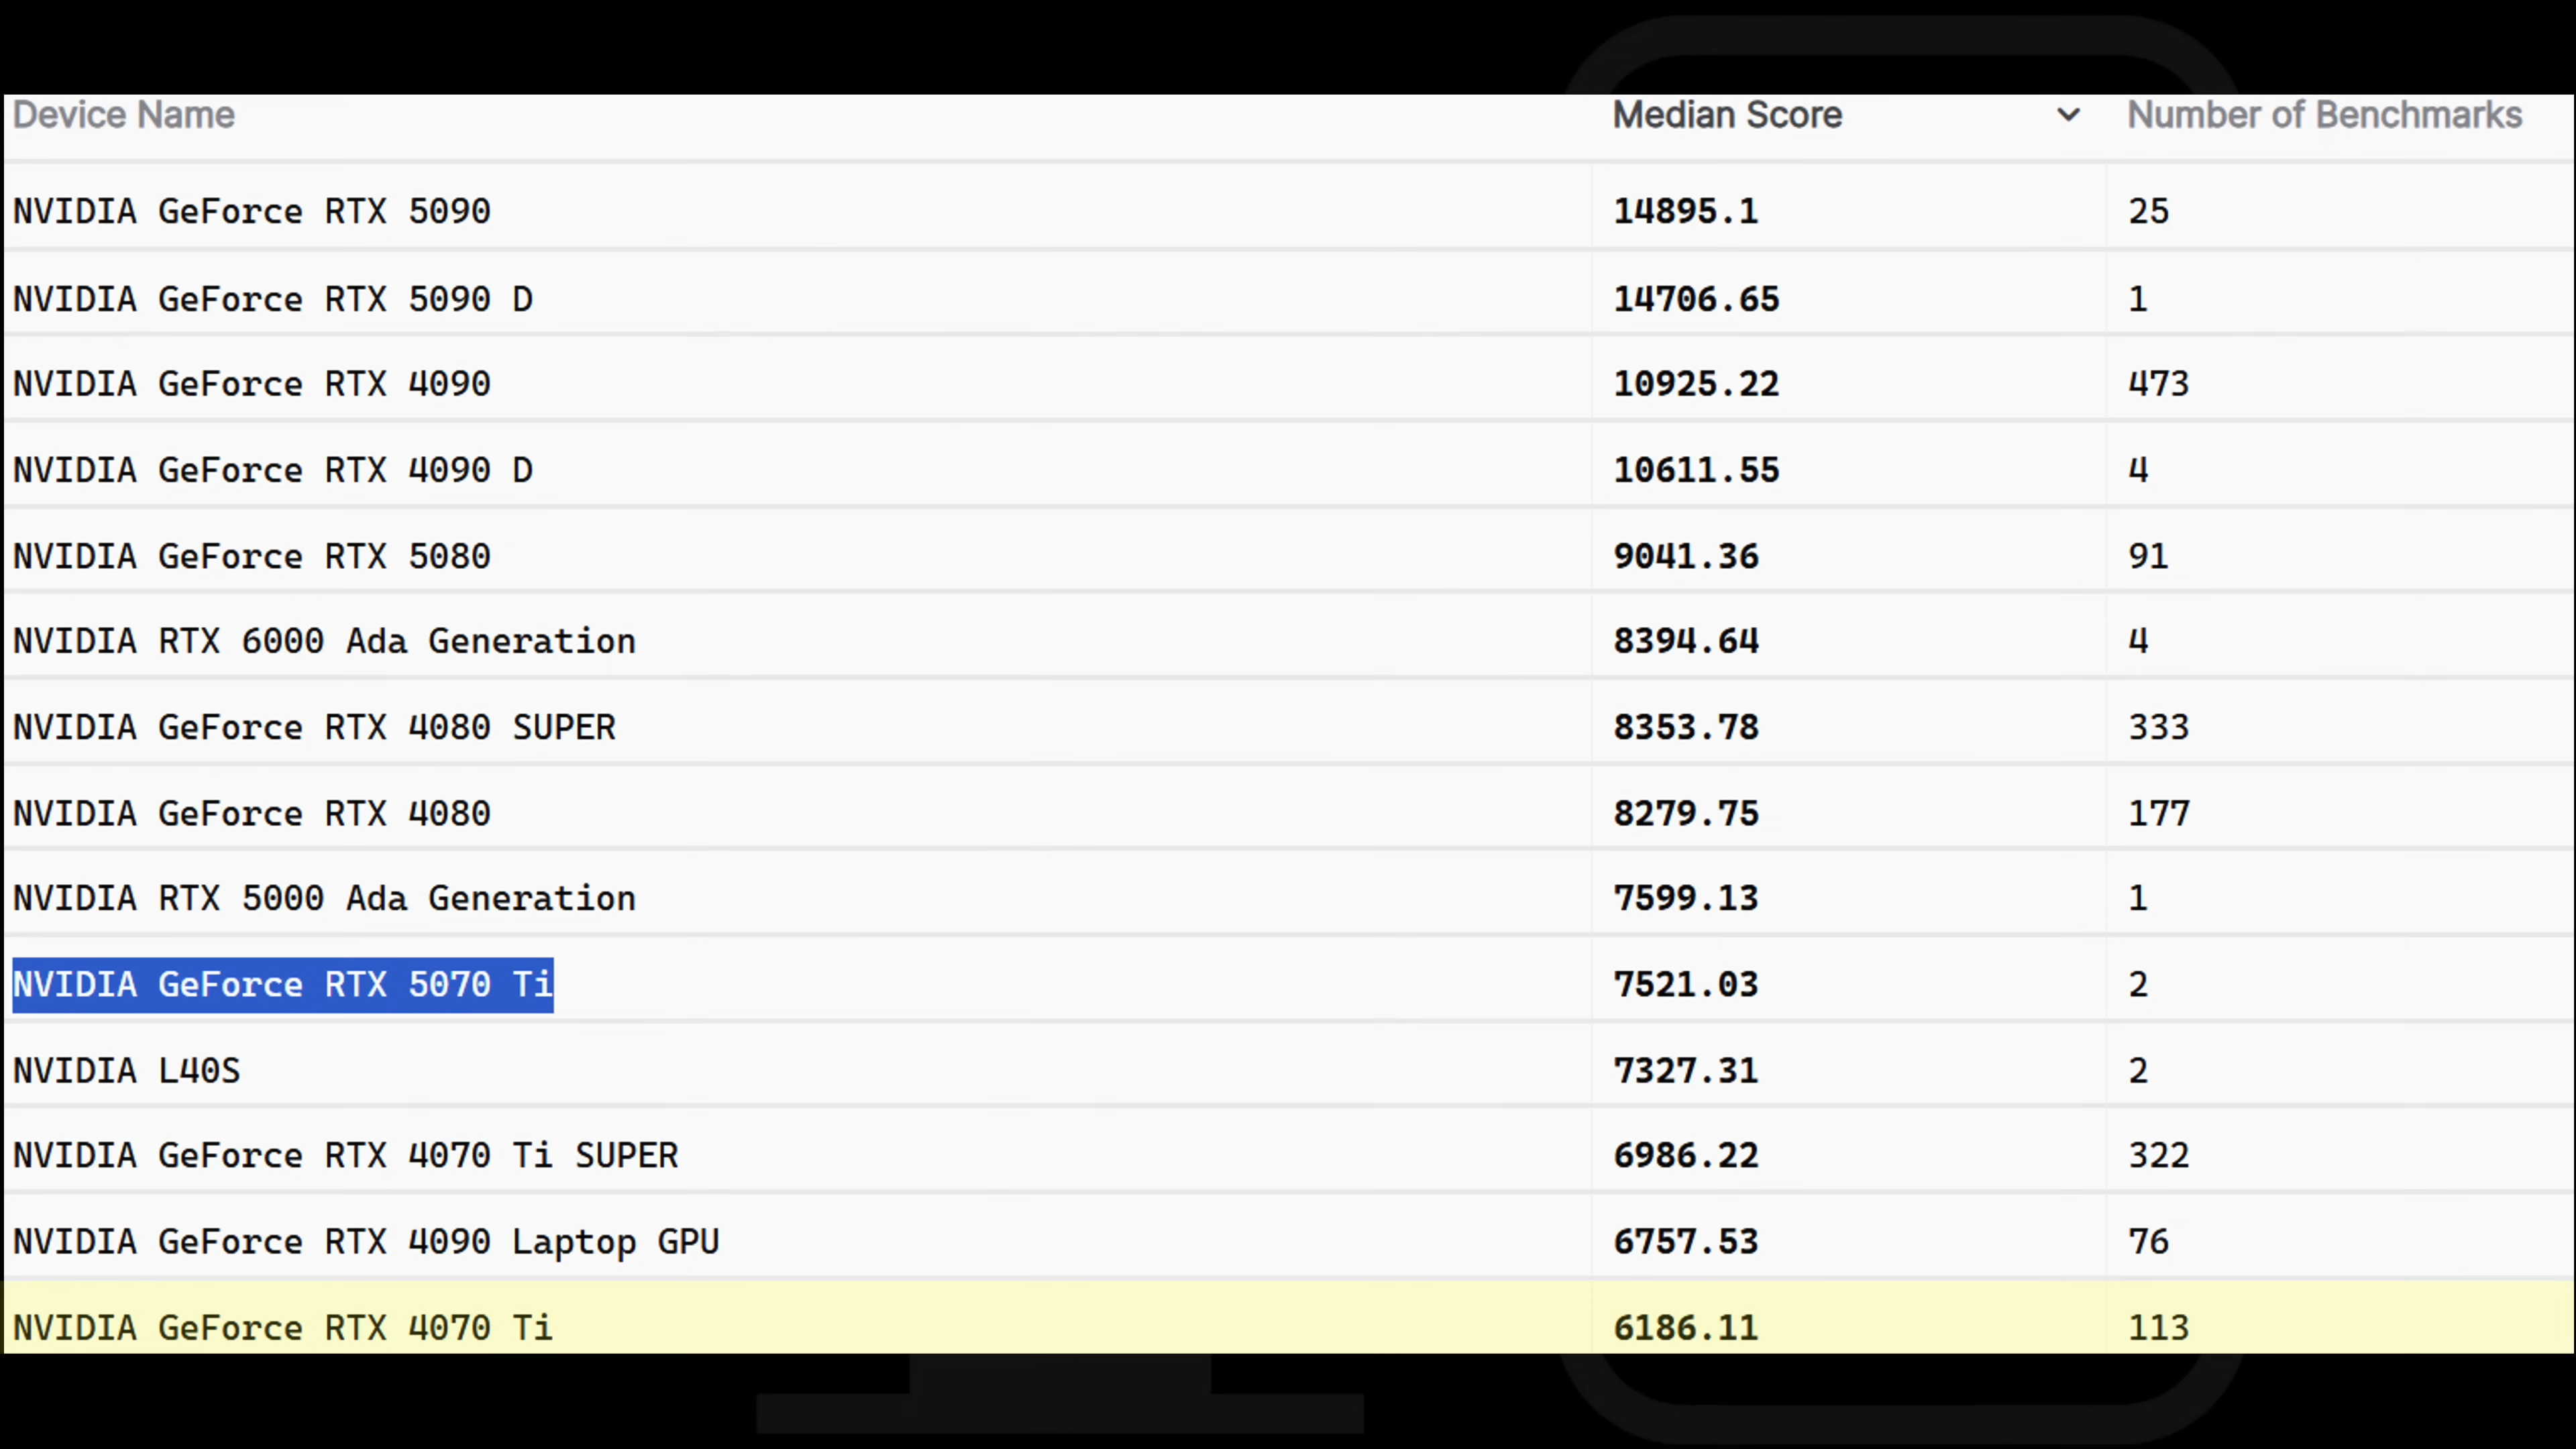 Device Name Median Score Number of Benchmarks
NVIDIA GeForce RTX 5090 14895.1 25
NVIDIA GeForce RTX 5090 D 14706.65 1
NVIDIA GeForce RTX 4090 10925.22 473
NVIDIA GeForce RTX 4090 D 10611.55 4
NVIDIA GeForce RTX 5080 9041.36 91
NVIDIA RTX 6000 Ada Generation 8394.64 4
NVIDIA GeForce RTX 4080 SUPER 8353.78 333
NVIDIA GeForce RTX 4080 8279.75 177
NVIDIA RTX 5000 Ada Generation 7599.13 1
NVIDIA GeForce RTX 5070 Ti 7521.03 2
NVIDIA L40S 7327.31 2
NVIDIA GeForce RTX 4070 Ti SUPER 6986.22 322
NVIDIA GeForce RTX 4090 Laptop GPU 6757.53 76
NVIDIA GeForce RTX 4070 Ti 6186.11 113